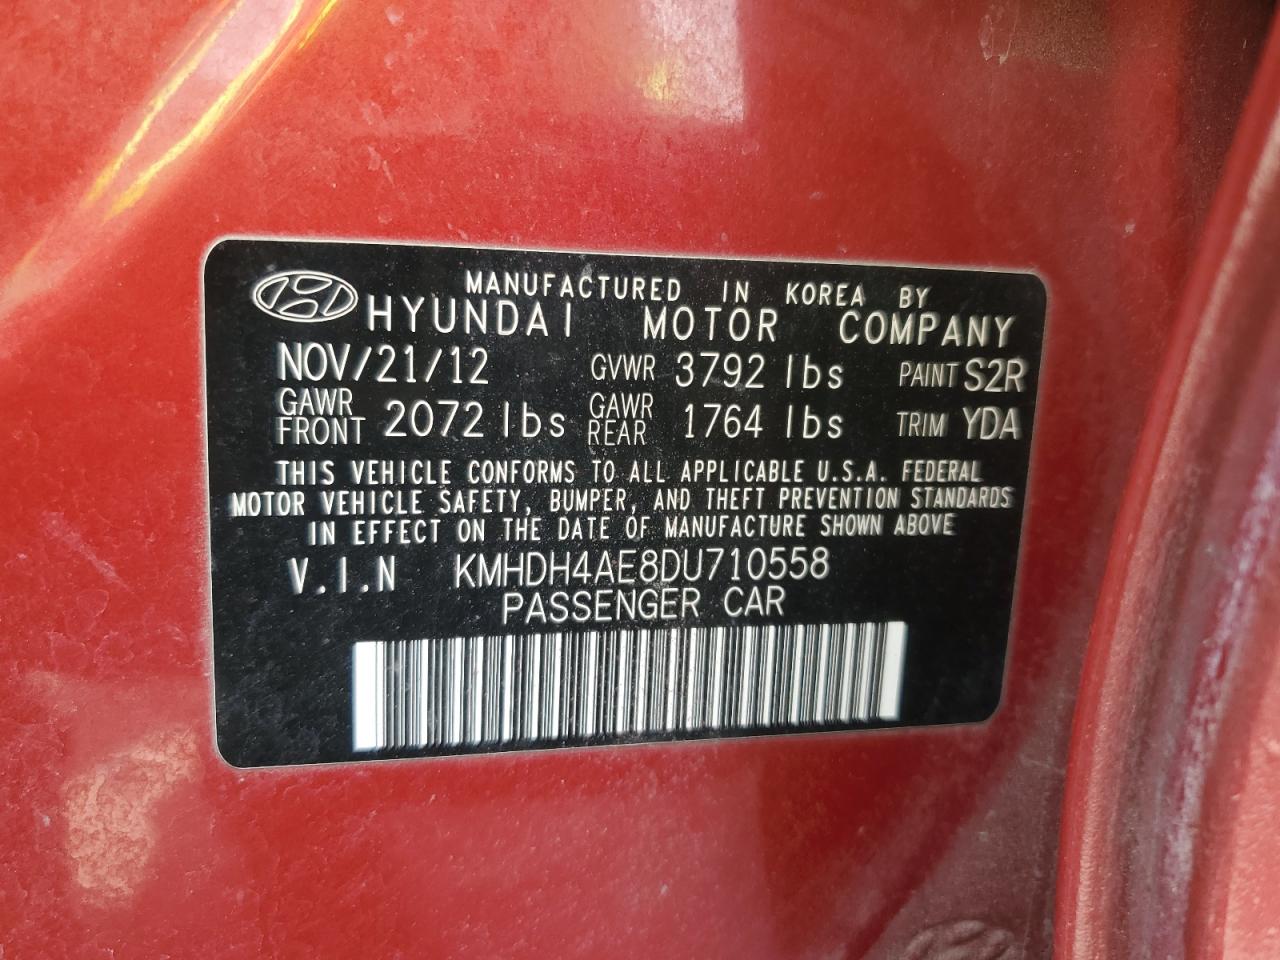 MANUFACTURED IN KOREA BY
HYUNDAI MOTOR COMPANY
NOV/21/12 GVWR 3792 lbs PAINT S2R
GAWR FRONT 2072 lbs GAWR REAR 1764 lbs TRIM YDA
THIS VEHICLE CONFORMS TO ALL APPLICABLE U.S.A. FEDERAL
MOTOR VEHICLE SAFETY, BUMPER, AND THEFT PREVENTION STANDARDS
IN EFFECT ON THE DATE OF MANUFACTURE SHOWN ABOVE
V.I.N KMHDH4AE8DU710558
PASSENGER CAR